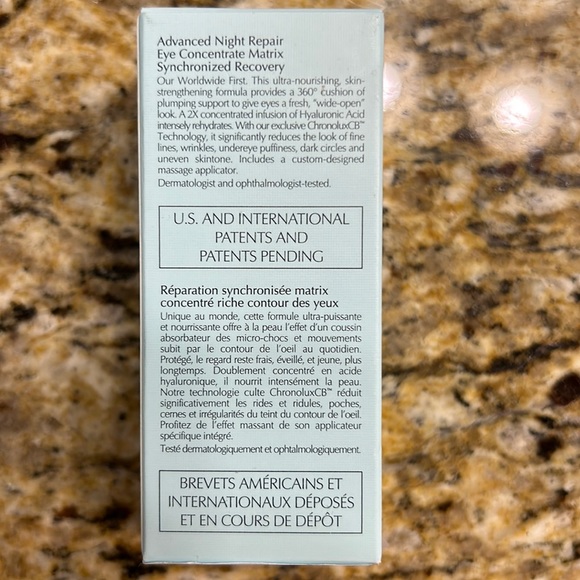 Advanced Night Repair
Eye Concentrate Matrix
Synchronized Recovery
Our Worldwide First. This ultra-nourishing, skin-
strengthening formula provides a 360° cushion of
plumping support to give eyes a fresh, "wide-open"
look. A 2X concentrated infusion of Hyaluronic Acid
intensely rehydrates. With our exclusive ChronoluxCB™
Technology, it significantly reduces the look of fine
lines, wrinkles, undereye puffiness, dark circles and
uneven skintone. Includes a custom-designed
massage applicator.
Dermatologist and ophthalmologist-tested.
U.S. AND INTERNATIONAL
PATENTS AND
PATENTS PENDING
Réparation synchronisée matrix
concentré riche contour des yeux
Unique au monde, cette formule ultra-puissante
et nourrissante offre à la peau l'effet d'un coussin
absorbateur des micro-chocs et mouvements
subit par le contour de l'oeil au quotidien.
Protégé, le regard reste frais, éveillé, et jeune, plus
longtemps. Doublement concentré en acide
hyaluronique, il nourrit intensément la peau.
Notre technologie culte ChronoluxCB™ réduit
significativement les rides et ridules, poches,
cernes et irrégularités du teint du contour de l'oeil.
Profitez de l'effet massant de son applicateur
spécifique intégré.
Testé dermatologiquement et ophtalmologiquement.
BREVETS AMÉRICAINS ET
INTERNATIONAUX DÉPOSÉS
ET EN COURS DE DÉPÔT